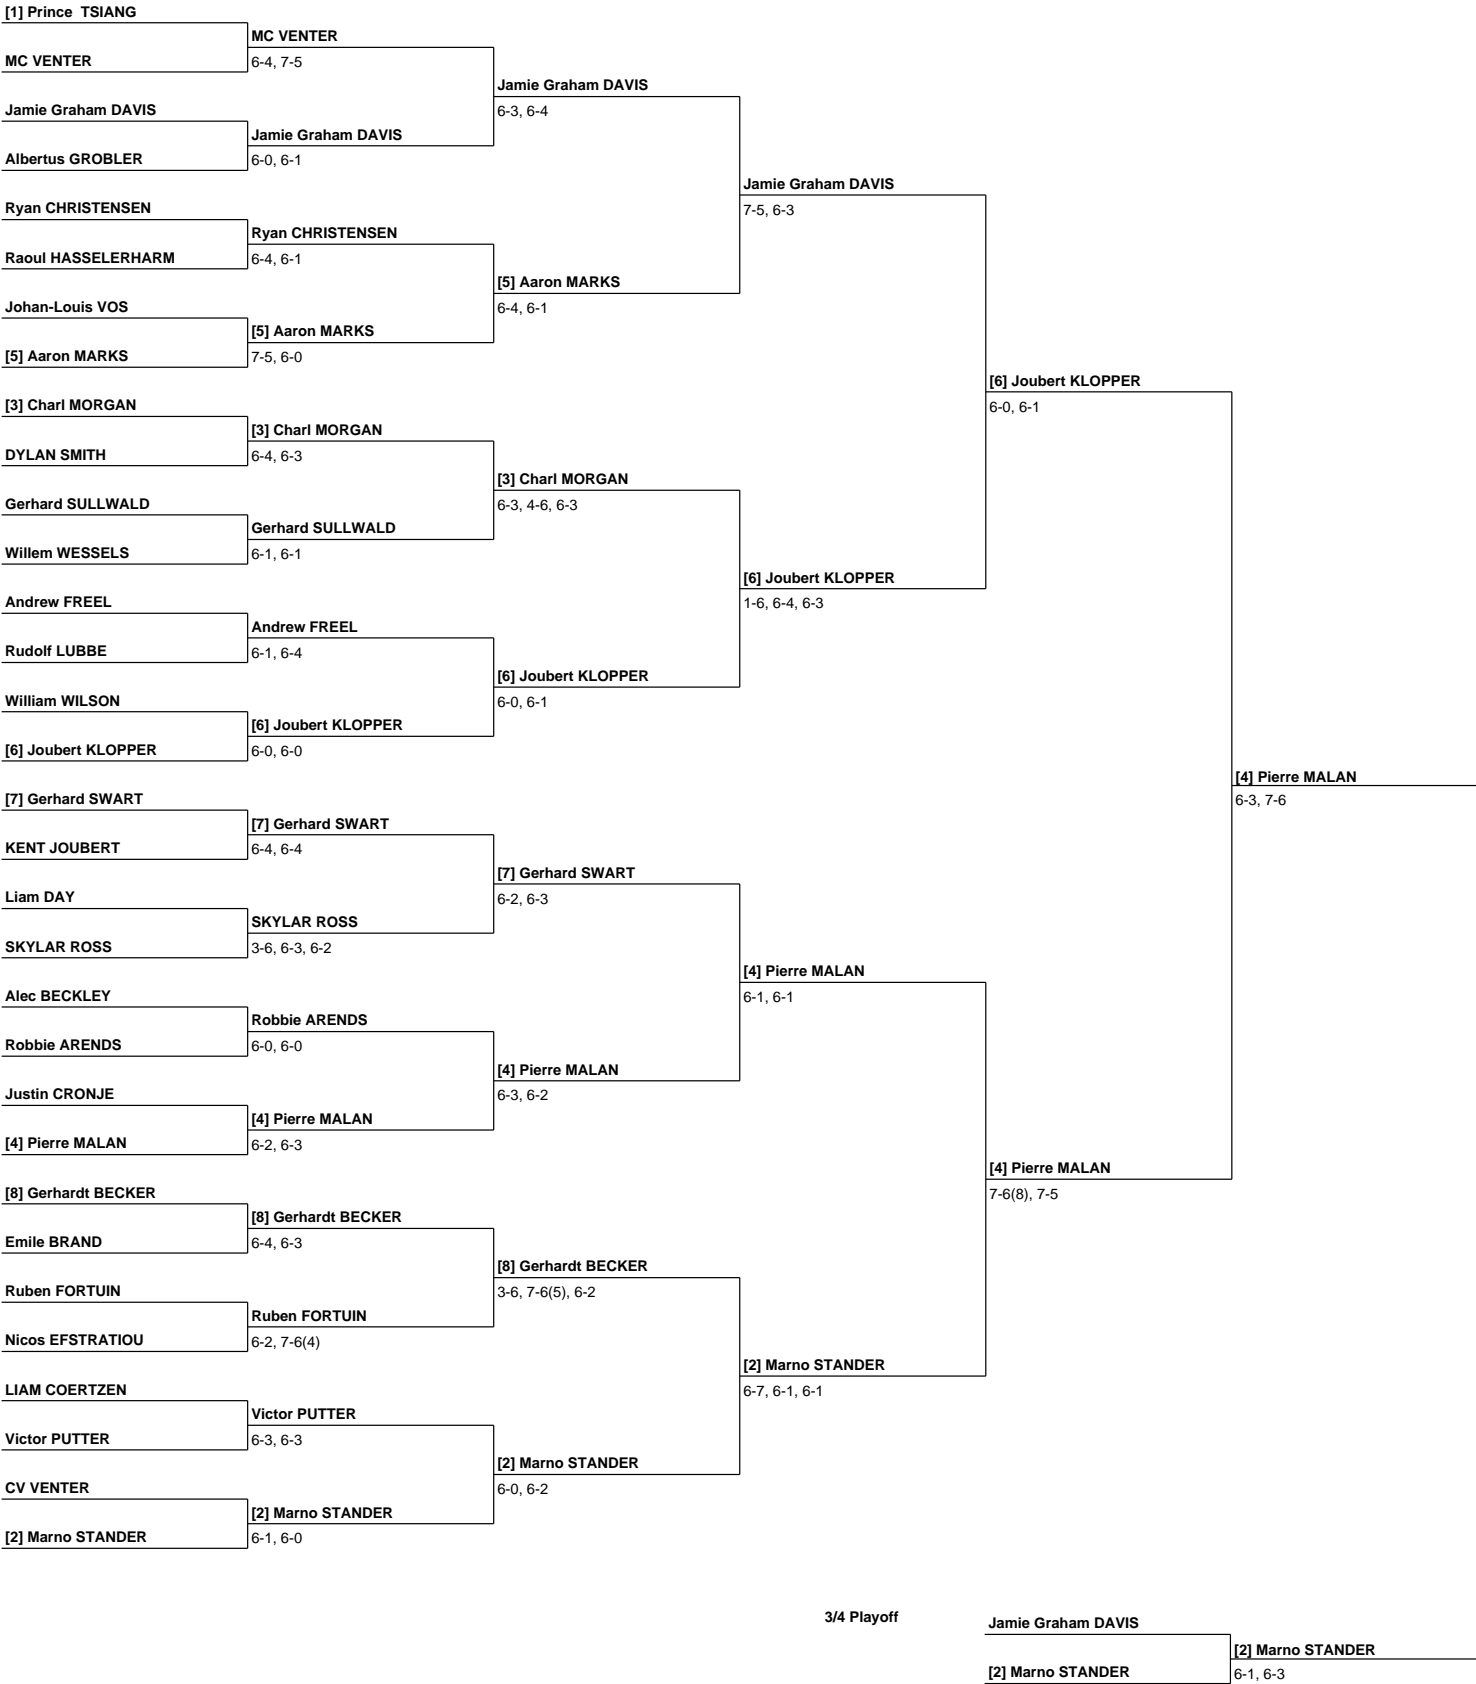 [1] Prince  TSIANG
MC VENTER
MC VENTER
6-4, 7-5
Jamie Graham DAVIS
6-3, 6-4
Jamie Graham DAVIS
Jamie Graham DAVIS
Albertus GROBLER
6-0, 6-1
Jamie Graham DAVIS
7-5, 6-3
Ryan CHRISTENSEN
Ryan CHRISTENSEN
Raoul HASSELERHARM
6-4, 6-1
[5] Aaron MARKS
6-4, 6-1
Johan-Louis VOS
[5] Aaron MARKS
[5] Aaron MARKS
7-5, 6-0
[6] Joubert KLOPPER
6-0, 6-1
[3] Charl MORGAN
[3] Charl MORGAN
DYLAN SMITH
6-4, 6-3
[3] Charl MORGAN
6-3, 4-6, 6-3
Gerhard SULLWALD
Gerhard SULLWALD
Willem WESSELS
6-1, 6-1
[6] Joubert KLOPPER
1-6, 6-4, 6-3
Andrew FREEL
Andrew FREEL
Rudolf LUBBE
6-1, 6-4
[6] Joubert KLOPPER
6-0, 6-1
William WILSON
[6] Joubert KLOPPER
[6] Joubert KLOPPER
6-0, 6-0
[4] Pierre MALAN
6-3, 7-6
[7] Gerhard SWART
[7] Gerhard SWART
KENT JOUBERT
6-4, 6-4
[7] Gerhard SWART
6-2, 6-3
Liam DAY
SKYLAR ROSS
SKYLAR ROSS
3-6, 6-3, 6-2
[4] Pierre MALAN
6-1, 6-1
Alec BECKLEY
Robbie ARENDS
Robbie ARENDS
6-0, 6-0
[4] Pierre MALAN
6-3, 6-2
Justin CRONJE
[4] Pierre MALAN
[4] Pierre MALAN
6-2, 6-3
[4] Pierre MALAN
7-6(8), 7-5
[8] Gerhardt BECKER
[8] Gerhardt BECKER
Emile BRAND
6-4, 6-3
[8] Gerhardt BECKER
3-6, 7-6(5), 6-2
Ruben FORTUIN
Ruben FORTUIN
Nicos EFSTRATIOU
6-2, 7-6(4)
[2] Marno STANDER
6-7, 6-1, 6-1
LIAM COERTZEN
Victor PUTTER
Victor PUTTER
6-3, 6-3
[2] Marno STANDER
6-0, 6-2
CV VENTER
[2] Marno STANDER
[2] Marno STANDER
6-1, 6-0
3/4 Playoff
Jamie Graham DAVIS
[2] Marno STANDER
[2] Marno STANDER
6-1, 6-3